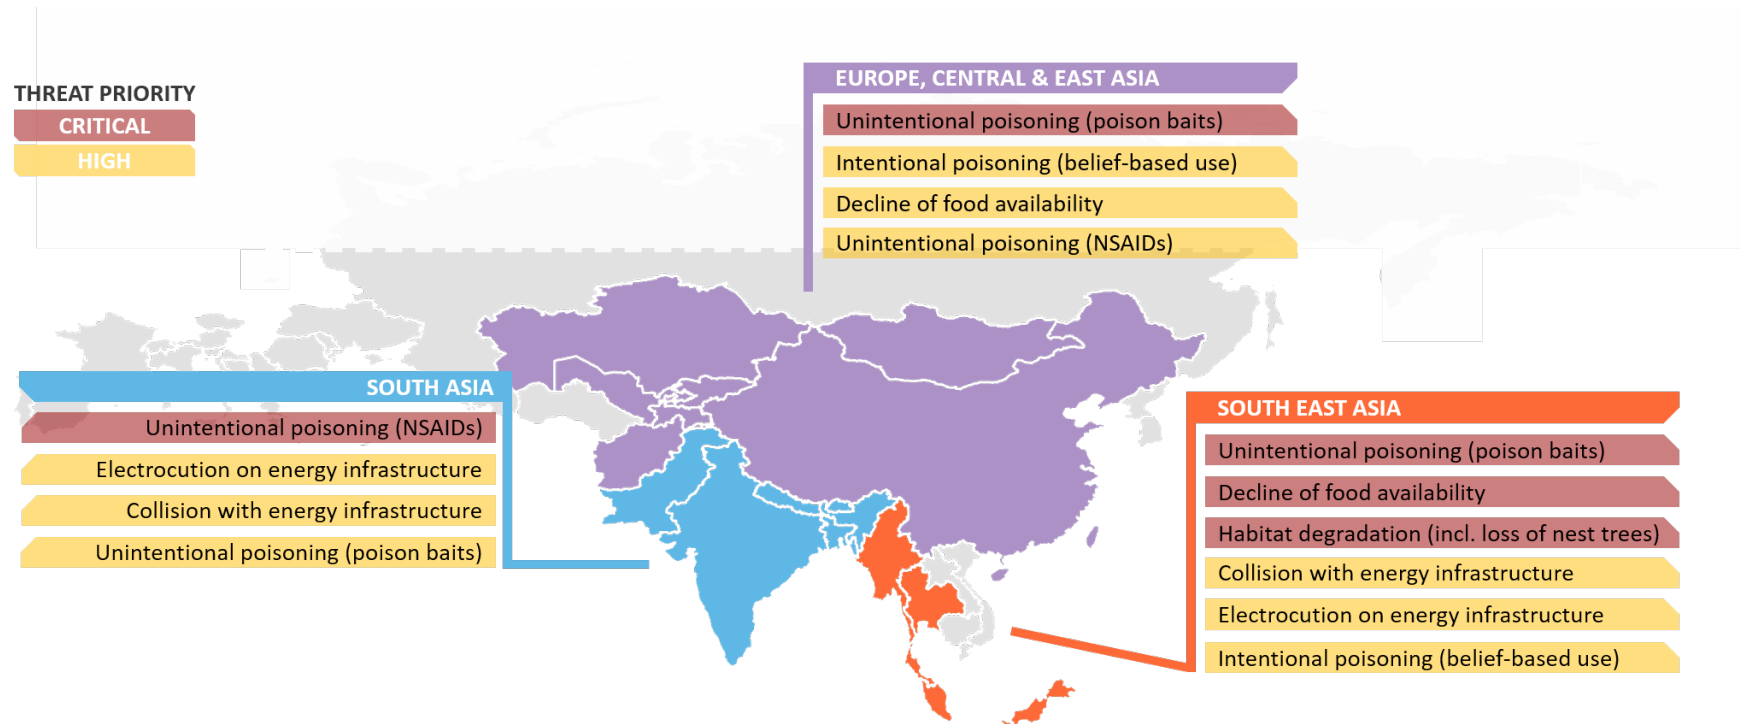 THREAT PRIORITY
CRITICAL
HIGH
EUROPE, CENTRAL & EAST ASIA
Unintentional poisoning (poison baits)
Intentional poisoning (belief-based use)
Decline of food availability
Unintentional poisoning (NSAIDs)
SOUTH ASIA
Unintentional poisoning (NSAIDs)
Electrocution on energy infrastructure
Collision with energy infrastructure
Unintentional poisoning (poison baits)
SOUTH EAST ASIA
Unintentional poisoning (poison baits)
Decline of food availability
Habitat degradation (incl. loss of nest trees)
Collision with energy infrastructure
Electrocution on energy infrastructure
Intentional poisoning (belief-based use)